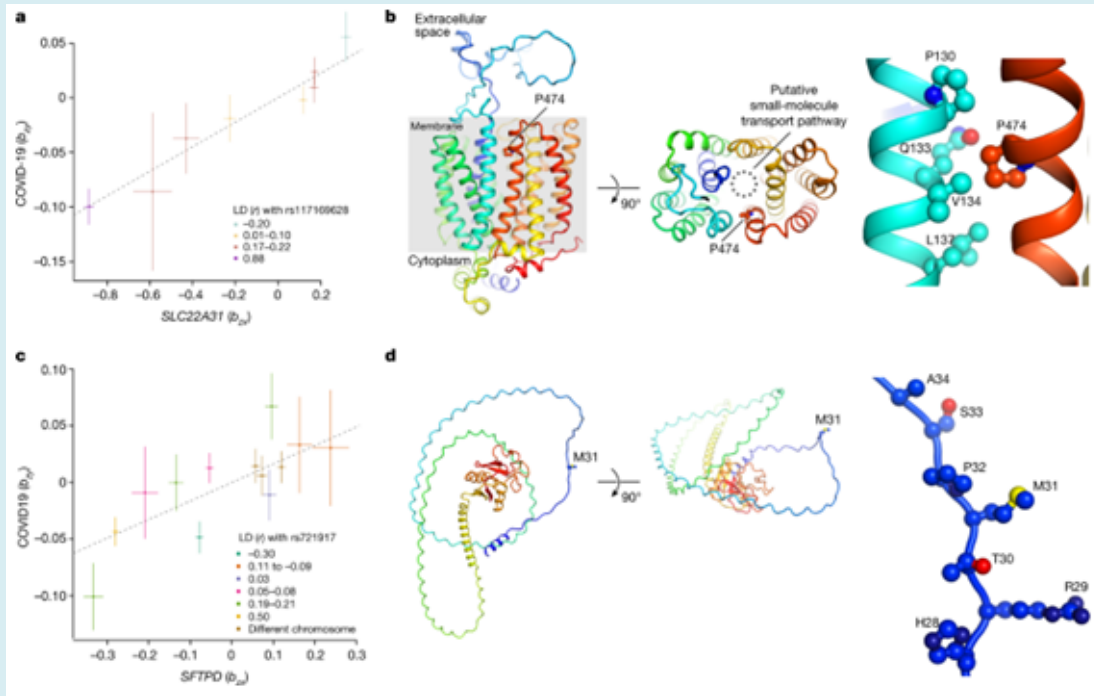 a
COVID-19 (b_zy)
0.05
0
−0.05
−0.10
−0.15
LD (r) with rs117169628
−0.20
0.01–0.10
0.17–0.22
0.88
−0.8
−0.6
−0.4
−0.2
0
0.2
SLC22A31 (b_zx)
b
Extracellular
space
P474
Membrane
Cytoplasm
90°
Putative
small-molecule
transport pathway
P474
P130
P474
Q133
V134
L137
c
COVID19 (b_zy)
0.10
0.05
0
−0.05
−0.10
LD (r) with rs721917
−0.30
0.11 to −0.09
0.03
0.05–0.08
0.19–0.21
0.50
Different chromosome
−0.3
−0.2
−0.1
0
0.1
0.2
0.3
SFTPD (b_zx)
d
M31
90°
M31
A34
S33
P32
M31
T30
R29
H28